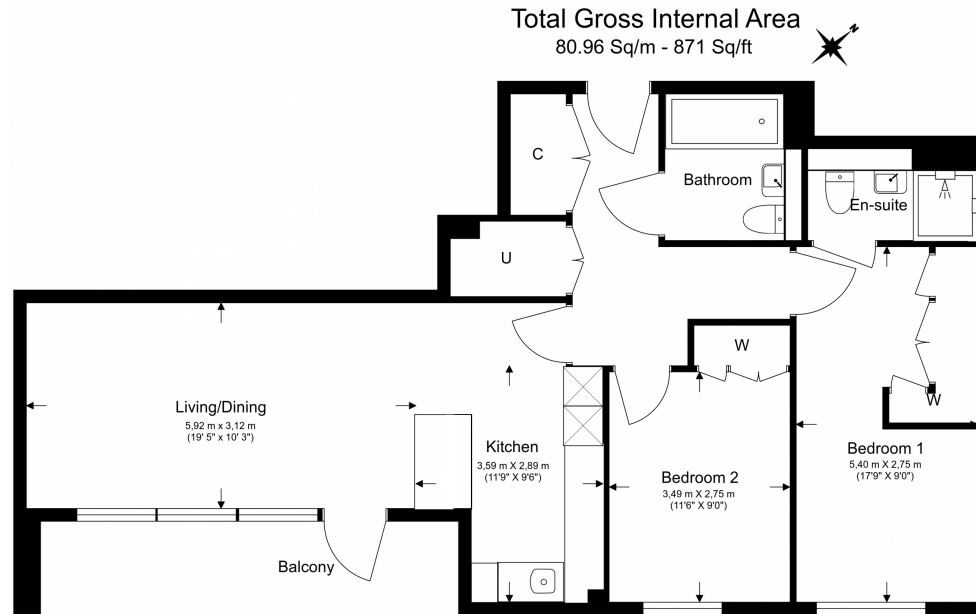 Total Gross Internal Area
80.96 Sq/m - 871 Sq/ft
N
C
Bathroom
En-suite
U
W
W
Living/Dining
5,92 m x 3,12 m
(19' 5" x 10' 3")
Kitchen
3,59 m X 2,89 m
(11'9" X 9'6")
Bedroom 2
3,49 m X 2,75 m
(11'6" X 9'0")
Bedroom 1
5,40 m X 2,75 m
(17'9" X 9'0")
Balcony